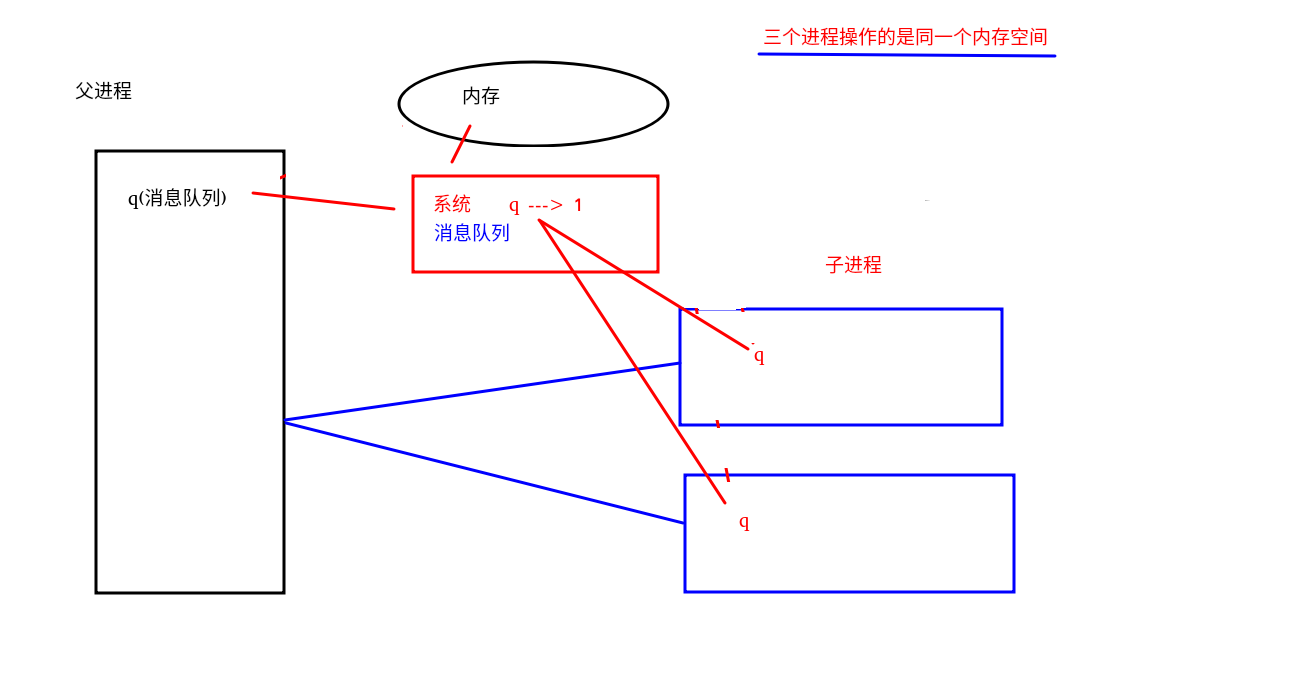 三个进程操作的是同一个内存空间
父进程
内存
q(消息队列)
系统 q ---> 1
消息队列
子进程
q
q